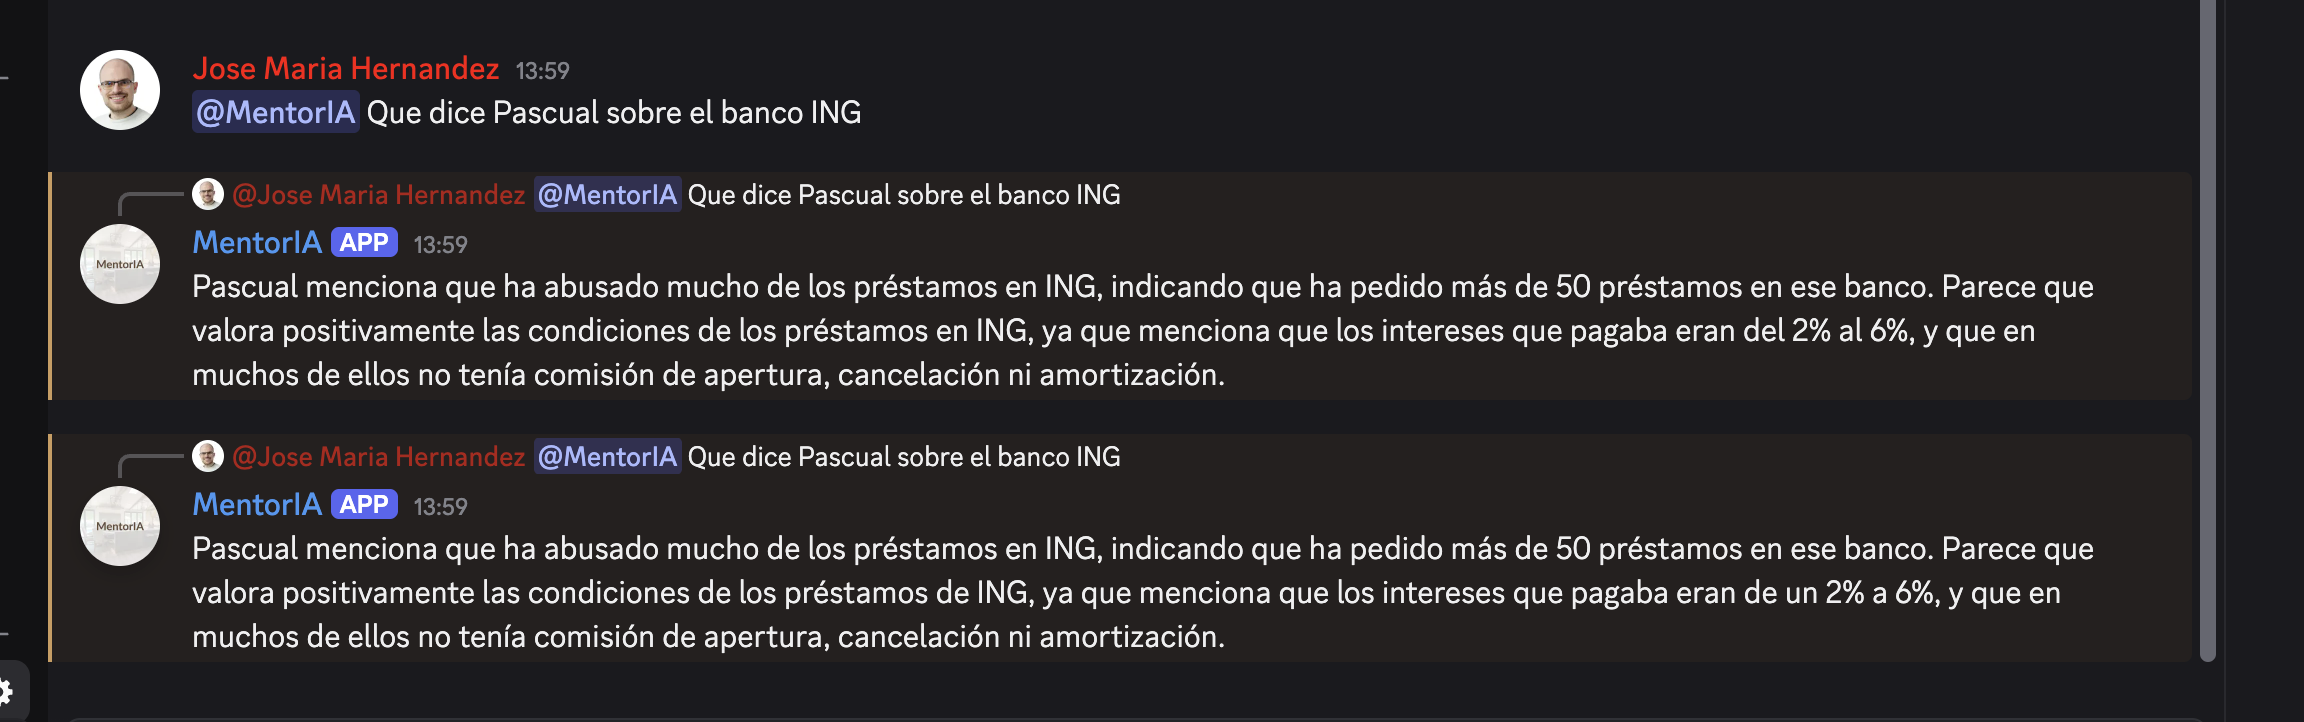 Jose Maria Hernandez 13:59
@MentorIA Que dice Pascual sobre el banco ING
@Jose Maria Hernandez @MentorIA Que dice Pascual sobre el banco ING
MentorIA APP 13:59
MentorIA
Pascual menciona que ha abusado mucho de los préstamos en ING, indicando que ha pedido más de 50 préstamos en ese banco. Parece que
valora positivamente las condiciones de los préstamos en ING, ya que menciona que los intereses que pagaba eran del 2% al 6%, y que en
muchos de ellos no tenía comisión de apertura, cancelación ni amortización.
@Jose Maria Hernandez @MentorIA Que dice Pascual sobre el banco ING
MentorIA APP 13:59
MentorIA
Pascual menciona que ha abusado mucho de los préstamos en ING, indicando que ha pedido más de 50 préstamos en ese banco. Parece que
valora positivamente las condiciones de los préstamos de ING, ya que menciona que los intereses que pagaba eran de un 2% a 6%, y que en
muchos de ellos no tenía comisión de apertura, cancelación ni amortización.